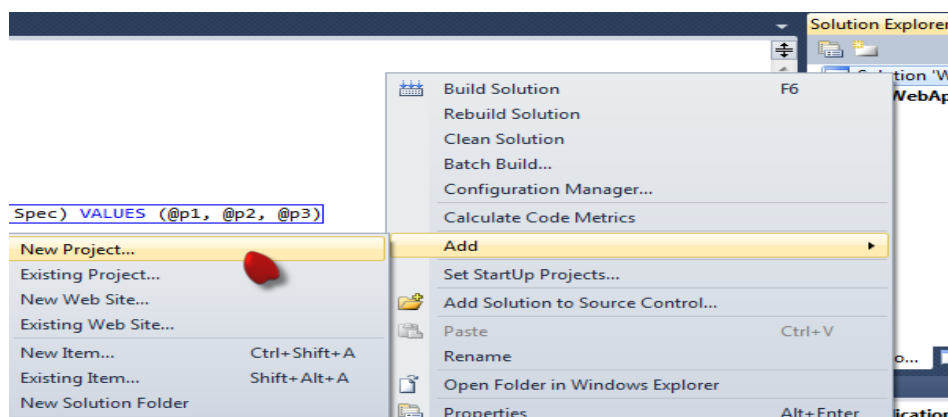 Solution Explorer
Solution 'W
WebAp
Build Solution F6
Rebuild Solution
Clean Solution
Batch Build...
Configuration Manager...
Calculate Code Metrics
Add
Set StartUp Projects...
Add Solution to Source Control...
Paste Ctrl+V
Rename
Open Folder in Windows Explorer
Properties Alt+Enter
Spec) VALUES (@p1, @p2, @p3)
New Project...
Existing Project...
New Web Site...
Existing Web Site...
New Item... Ctrl+Shift+A
Existing Item... Shift+Alt+A
New Solution Folder
o...
ication